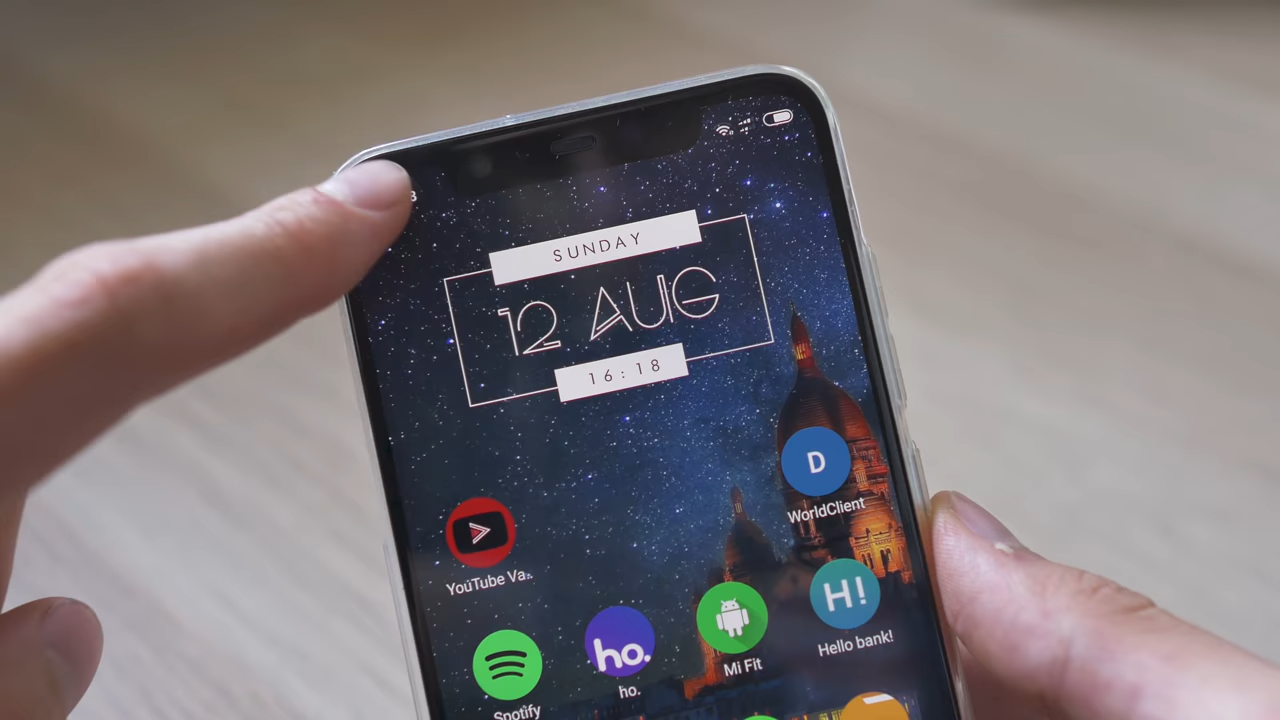 SUNDAY
12 AUG
16:18
D
WorldClient
YouTube Va..
H!
Hello bank!
ho.
Mi Fit
ho.
Spotify